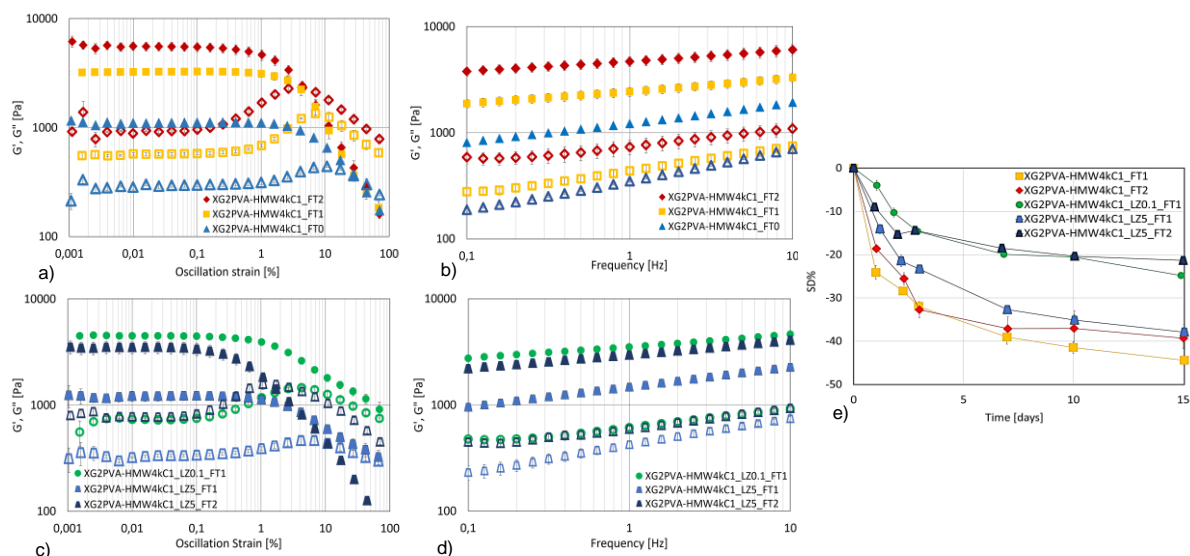 a)
10000
1000
100
G', G" [Pa]
XG2PVA-HMW4kC1_FT2
XG2PVA-HMW4kC1_FT1
XG2PVA-HMW4kC1_FT0
0,001 0,01 0,1 1 10 100
Oscillation strain [%]
b)
10000
1000
100
G', G" [Pa]
XG2PVA-HMW4kC1_FT2
XG2PVA-HMW4kC1_FT1
XG2PVA-HMW4kC1_FT0
0,1 1 10
Frequency [Hz]
c)
10000
1000
100
G', G" [Pa]
XG2PVA-HMW4kC1_LZ0.1_FT1
XG2PVA-HMW4kC1_LZ5_FT1
XG2PVA-HMW4kC1_LZ5_FT2
0,001 0,01 0,1 1 10 100
Oscillation Strain [%]
d)
10000
1000
100
G', G" [Pa]
XG2PVA-HMW4kC1_LZ0.1_FT1
XG2PVA-HMW4kC1_LZ5_FT1
XG2PVA-HMW4kC1_LZ5_FT2
0,1 1 10
Frequency [Hz]
e)
0
-10
-20
-30
-40
-50
SD%
XG2PVA-HMW4kC1_FT1
XG2PVA-HMW4kC1_FT2
XG2PVA-HMW4kC1_LZ0.1_FT1
XG2PVA-HMW4kC1_LZ5_FT1
XG2PVA-HMW4kC1_LZ5_FT2
0 5 10 15
Time [days]